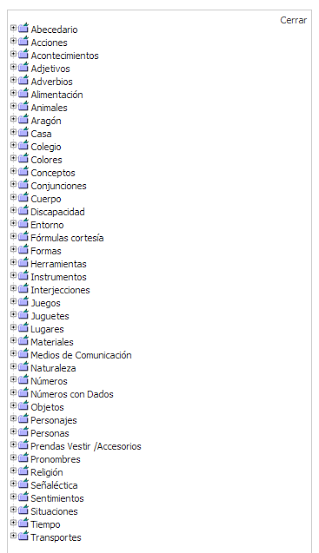 Cerrar
Abecedario
Acciones
Acontecimientos
Adjetivos
Adverbios
Alimentación
Animales
Aragón
Casa
Colegio
Colores
Conceptos
Conjunciones
Cuerpo
Discapacidad
Entorno
Fórmulas cortesía
Formas
Herramientas
Instrumentos
Interjecciones
Juegos
Juguetes
Lugares
Materiales
Medios de Comunicación
Naturaleza
Números
Números con Dados
Objetos
Personajes
Personas
Prendas Vestir /Accesorios
Pronombres
Religión
Señaléctica
Sentimientos
Situaciones
Tiempo
Transportes